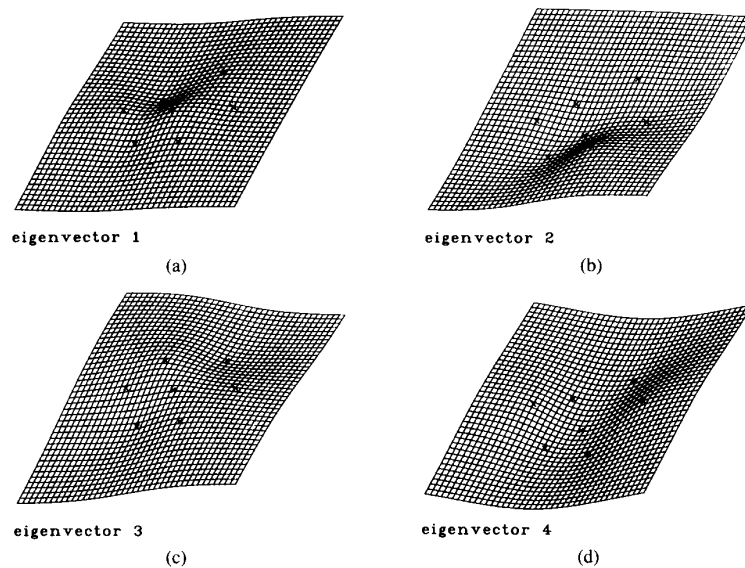 eigenvector 1
(a)
eigenvector 2
(b)
eigenvector 3
(c)
eigenvector 4
(d)